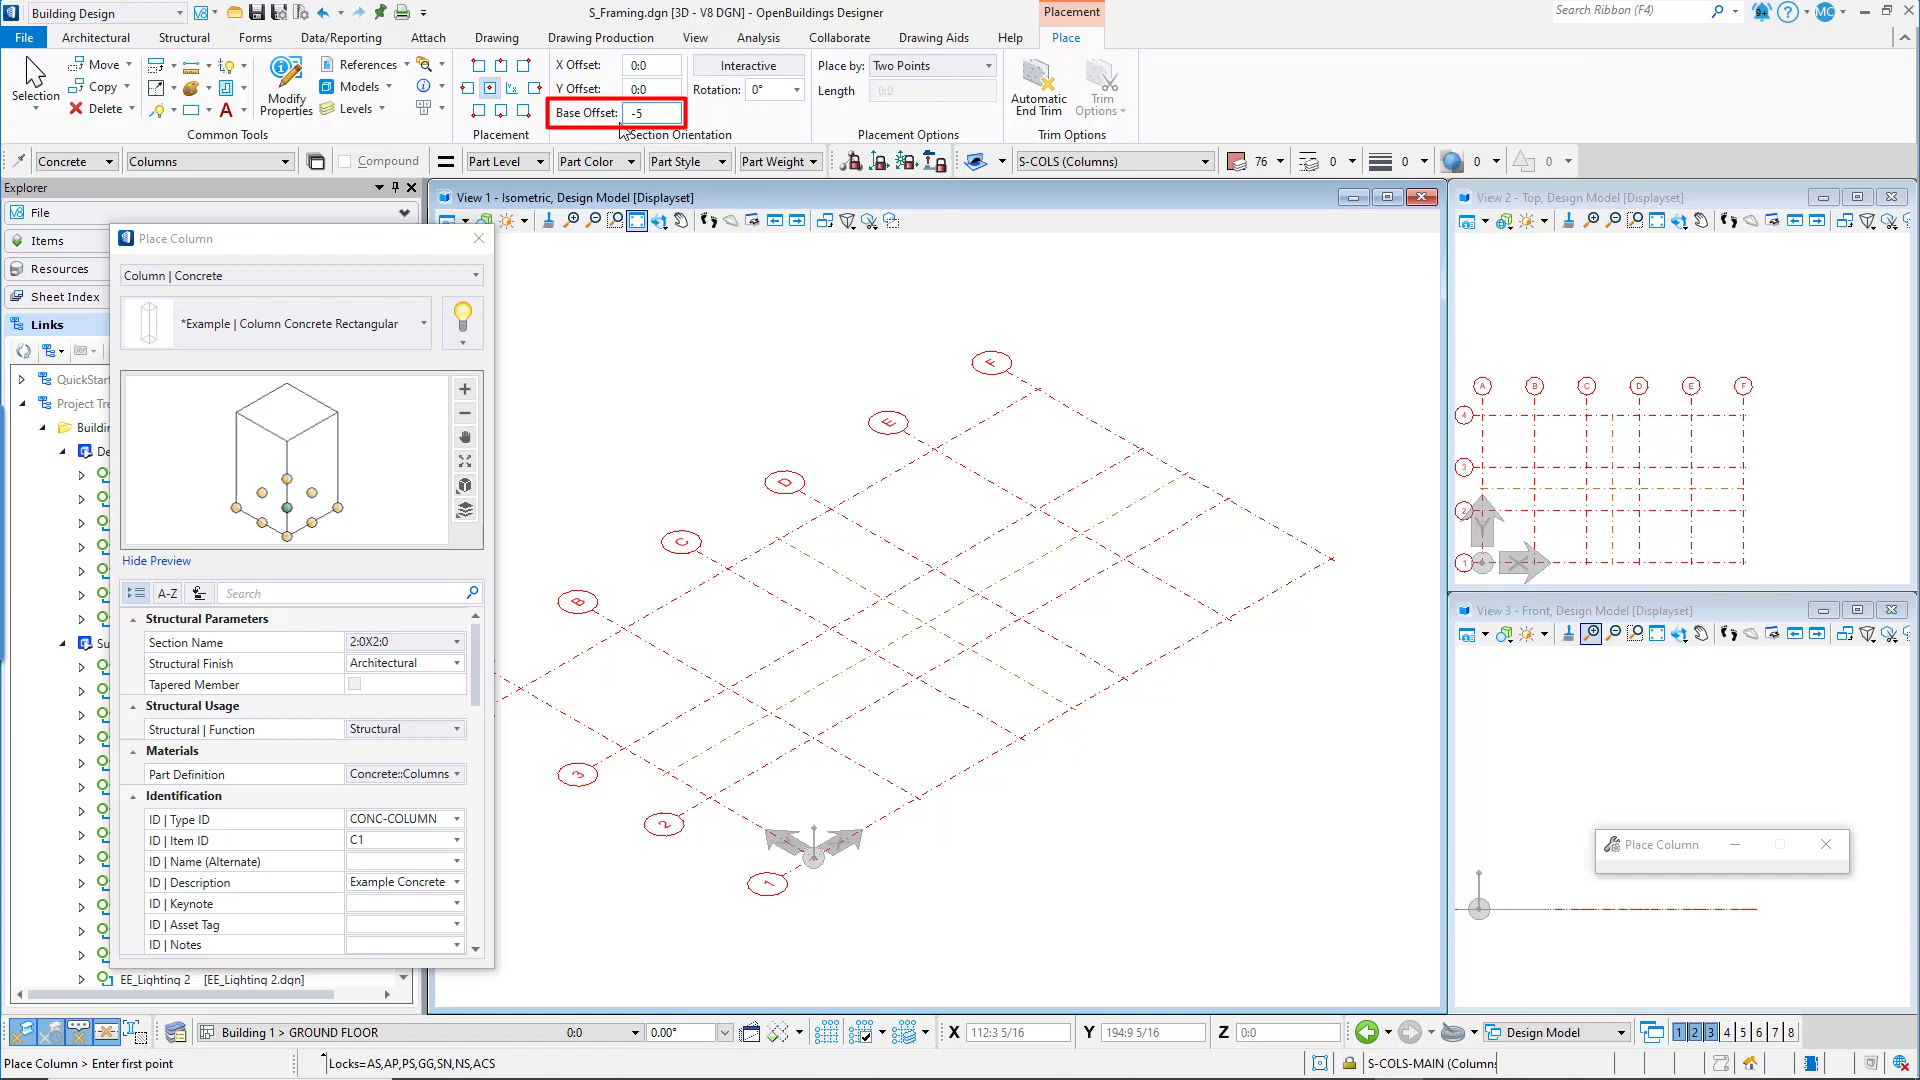 Building Design
S_Framing.dgn [3D - V8 DGN] - OpenBuildings Designer
Placement
Search Ribbon (F4)
9+
MC
File
Architectural
Structural
Forms
Data/Reporting
Attach
Drawing
Drawing Production
View
Analysis
Collaborate
Drawing Aids
Help
Place
Selection
Move
Copy
Delete
Modify Properties
References
Models
Levels
Common Tools
Placement
X Offset: 0:0
Y Offset: 0:0
Base Offset: -5
Interactive
Rotation: 0°
Section Orientation
Place by: Two Points
Length 0:0
Placement Options
Automatic End Trim
Trim Options
Trim Options
Concrete
Columns
Compound
Part Level
Part Color
Part Style
Part Weight
S-COLS (Columns)
76
0
0
0
0
Explorer
File
Items
Resources
Sheet Index
Links
QuickStar
Project Tre
Buildin
De
Su
EE_Lighting 2 [EE_Lighting 2.dgn]
Place Column
Column | Concrete
*Example | Column Concrete Rectangular
Hide Preview
A-Z
Search
Structural Parameters
Section Name 2:0X2:0
Structural Finish Architectural
Tapered Member
Structural Usage
Structural | Function Structural
Materials
Part Definition Concrete::Columns
Identification
ID | Type ID CONC-COLUMN
ID | Item ID C1
ID | Name (Alternate)
ID | Description Example Concrete
ID | Keynote
ID | Asset Tag
ID | Notes
View 1 - Isometric, Design Model [Displayset]
F
E
D
C
B
3
2
1
View 2 - Top, Design Model [Displayset]
A B C D E F
4
3
2
1
Y
X
View 3 - Front, Design Model [Displayset]
Place Column
Building 1 > GROUND FLOOR 0:0
0.00°
X 112:3 5/16
Y 194:9 5/16
Z 0:0
Design Model
1 2 3 4 5 6 7 8
Place Column > Enter first point
Locks=AS,AP,PS,GG,SN,NS,ACS
S-COLS-MAIN (Column